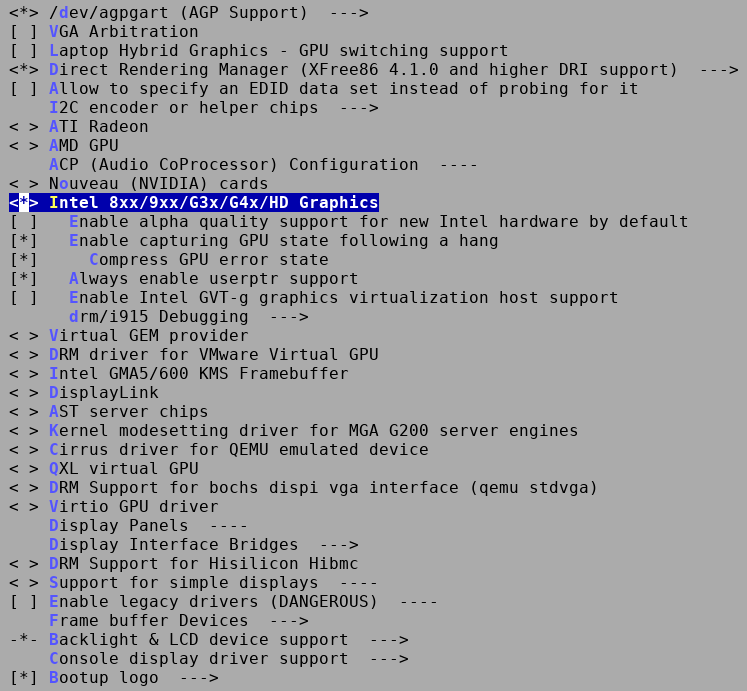 <*> /dev/agpgart (AGP Support)  --->
[ ] VGA Arbitration
[ ] Laptop Hybrid Graphics - GPU switching support
<*> Direct Rendering Manager (XFree86 4.1.0 and higher DRI support)  --->
[ ] Allow to specify an EDID data set instead of probing for it
    I2C encoder or helper chips  --->
< > ATI Radeon
< > AMD GPU
    ACP (Audio CoProcessor) Configuration  ----
< > Nouveau (NVIDIA) cards
<*> Intel 8xx/9xx/G3x/G4x/HD Graphics
[ ]   Enable alpha quality support for new Intel hardware by default
[*]   Enable capturing GPU state following a hang
[*]     Compress GPU error state
[*]   Always enable userptr support
[ ]   Enable Intel GVT-g graphics virtualization host support
      drm/i915 Debugging  --->
< > Virtual GEM provider
< > DRM driver for VMware Virtual GPU
< > Intel GMA5/600 KMS Framebuffer
< > DisplayLink
< > AST server chips
< > Kernel modesetting driver for MGA G200 server engines
< > Cirrus driver for QEMU emulated device
< > QXL virtual GPU
< > DRM Support for bochs dispi vga interface (qemu stdvga)
< > Virtio GPU driver
    Display Panels  ----
    Display Interface Bridges  --->
< > DRM Support for Hisilicon Hibmc
< > Support for simple displays  ----
[ ] Enable legacy drivers (DANGEROUS)  ----
    Frame buffer Devices  --->
-*- Backlight & LCD device support  --->
    Console display driver support  --->
[*] Bootup logo  --->